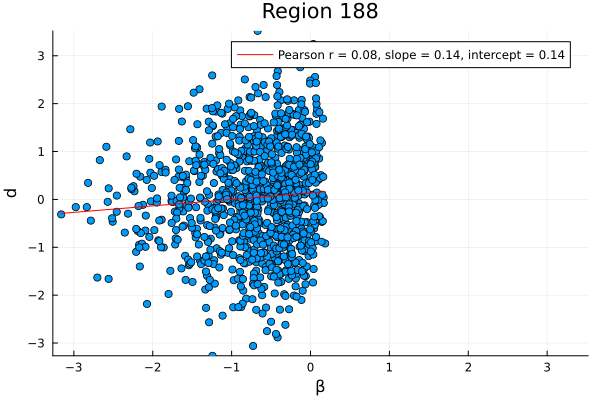 Region 188
Pearson r = 0.08, slope = 0.14, intercept = 0.14
3
2
1
0
−1
−2
−3
d
−3 −2 −1 0 1 2 3
β